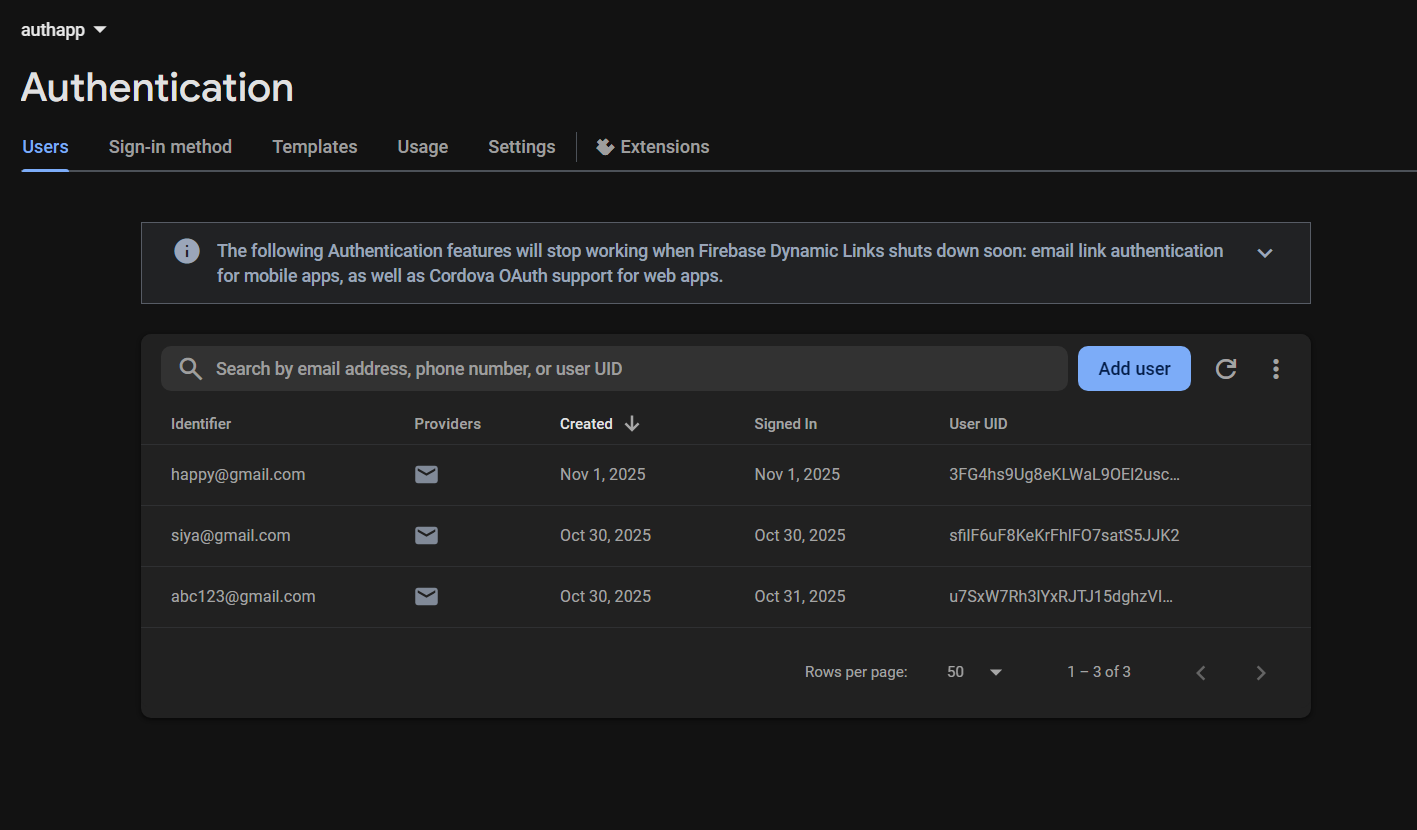 authapp
Authentication
Users Sign-in method Templates Usage Settings Extensions
The following Authentication features will stop working when Firebase Dynamic Links shuts down soon: email link authentication
for mobile apps, as well as Cordova OAuth support for web apps.
Search by email address, phone number, or user UID Add user
Identifier Providers Created Signed In User UID
happy@gmail.com Nov 1, 2025 Nov 1, 2025 3FG4hs9Ug8eKLWaL9OEI2usc...
siya@gmail.com Oct 30, 2025 Oct 30, 2025 sfiIF6uF8KeKrFhlFO7satS5JJK2
abc123@gmail.com Oct 30, 2025 Oct 31, 2025 u7SxW7Rh3lYxRJTJ15dghzVI...
Rows per page: 50 1 – 3 of 3